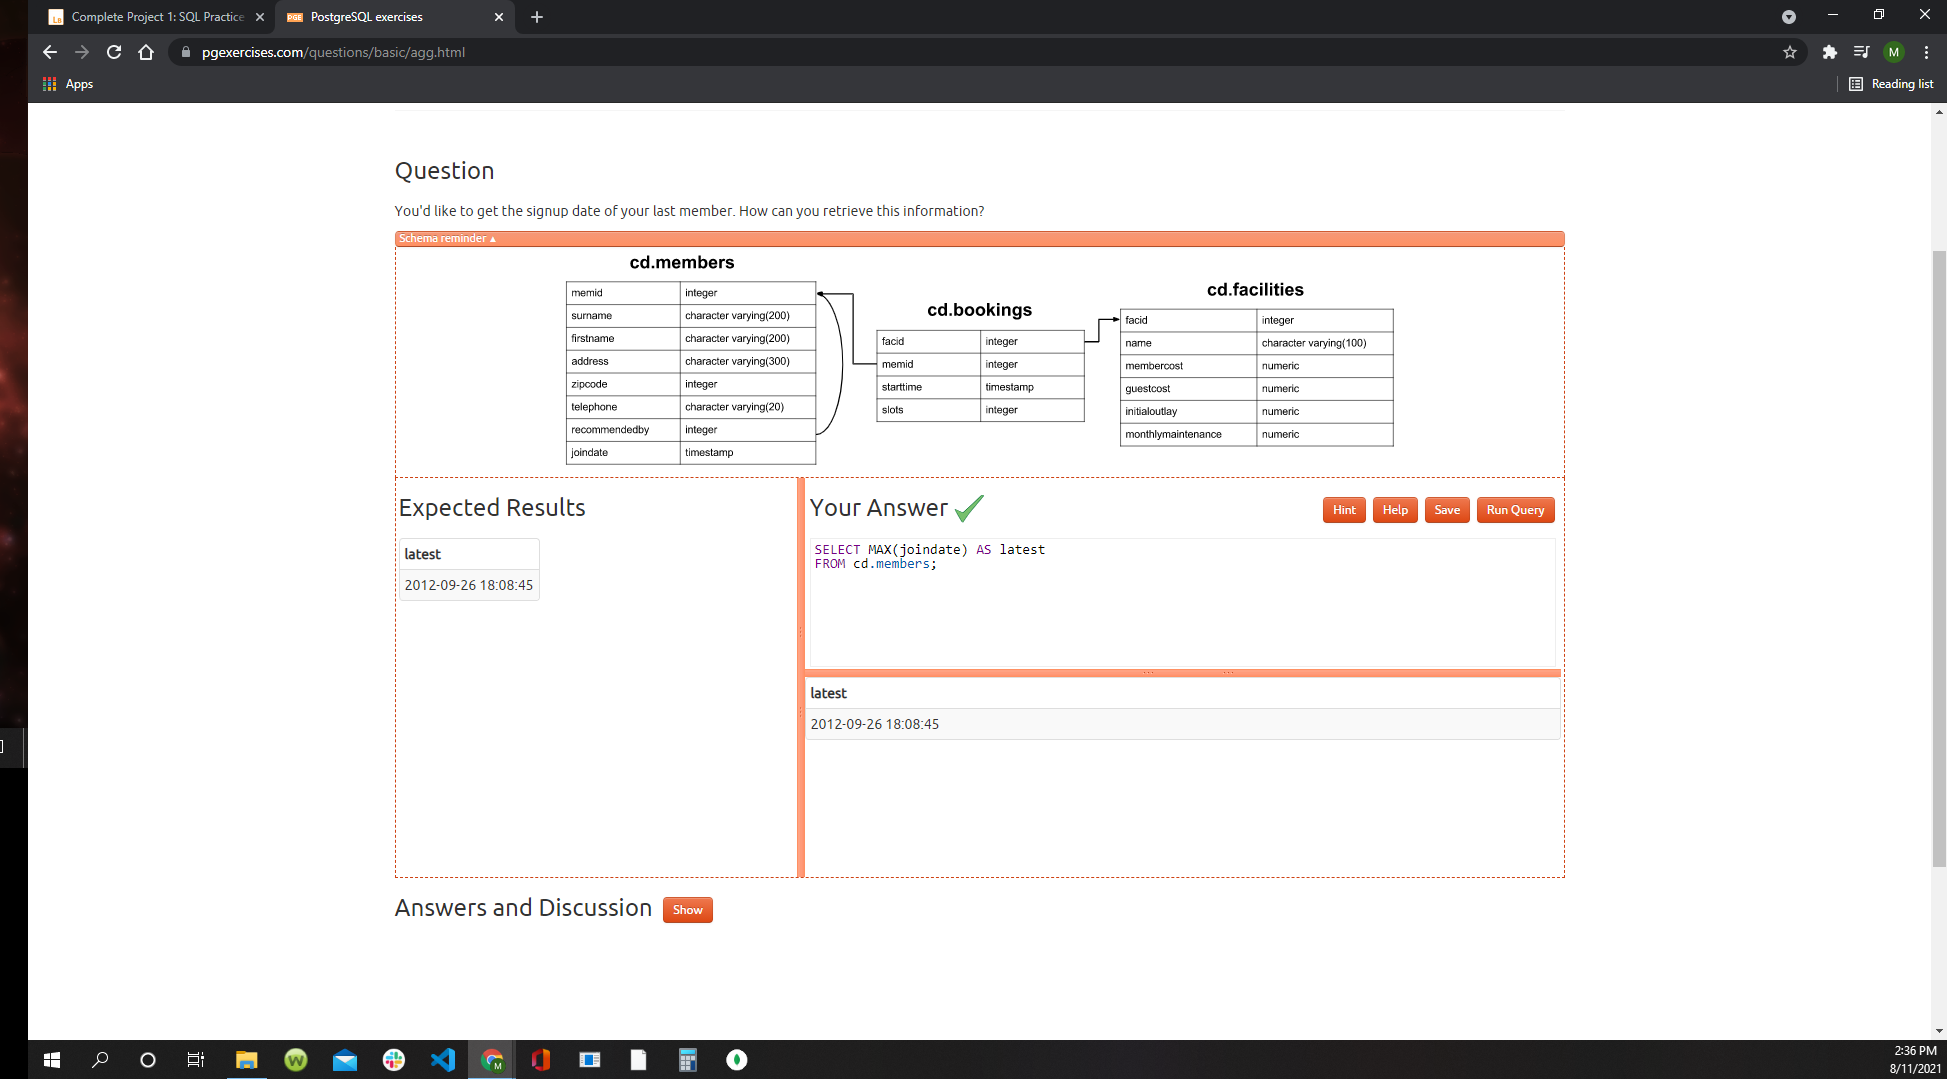 Complete Project 1: SQL Practice
PostgreSQL exercises
pgexercises.com/questions/basic/agg.html
M
Apps
Reading list
Question
You'd like to get the signup date of your last member. How can you retrieve this information?
Schema reminder ▴
cd.members
memid integer
surname character varying(200)
firstname character varying(200)
address character varying(300)
zipcode integer
telephone character varying(20)
recommendedby integer
joindate timestamp
cd.bookings
facid integer
memid integer
starttime timestamp
slots integer
cd.facilities
facid integer
name character varying(100)
membercost numeric
guestcost numeric
initialoutlay numeric
monthlymaintenance numeric
Expected Results
latest
2012-09-26 18:08:45
Your Answer
Hint Help Save Run Query
SELECT MAX(joindate) AS latest
FROM cd.members;
latest
2012-09-26 18:08:45
Answers and Discussion Show
2:36 PM
8/11/2021